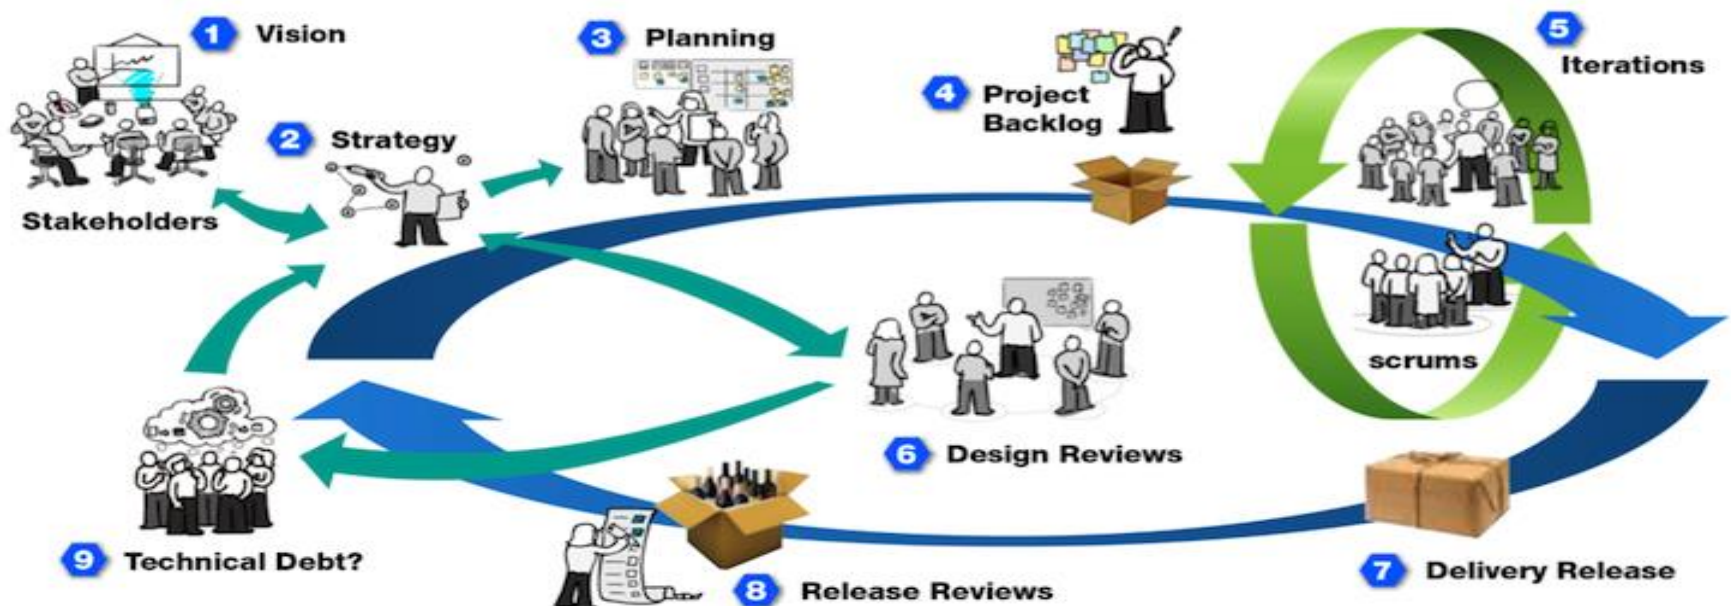 1 Vision
Stakeholders
2 Strategy
3 Planning
4 Project
Backlog
5
Iterations
scrums
6 Design Reviews
7 Delivery Release
8 Release Reviews
9 Technical Debt?